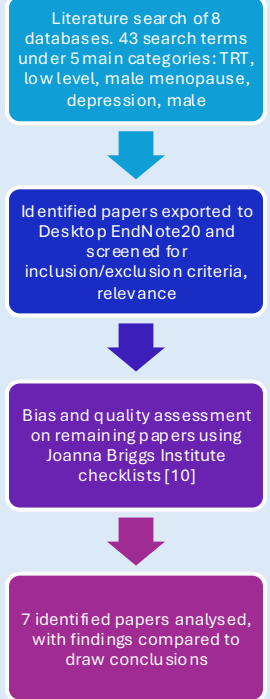 Literature search of 8
databases. 43 search terms
under 5 main categories: TRT,
low level, male menopause,
depression, male
Identified papers exported to
Desktop EndNote20 and
screened for
inclusion/exclusion criteria,
relevance
Bias and quality assessment
on remaining papers using
Joanna Briggs Institute
checklists [10]
7 identified papers analysed,
with findings compared to
draw conclusions